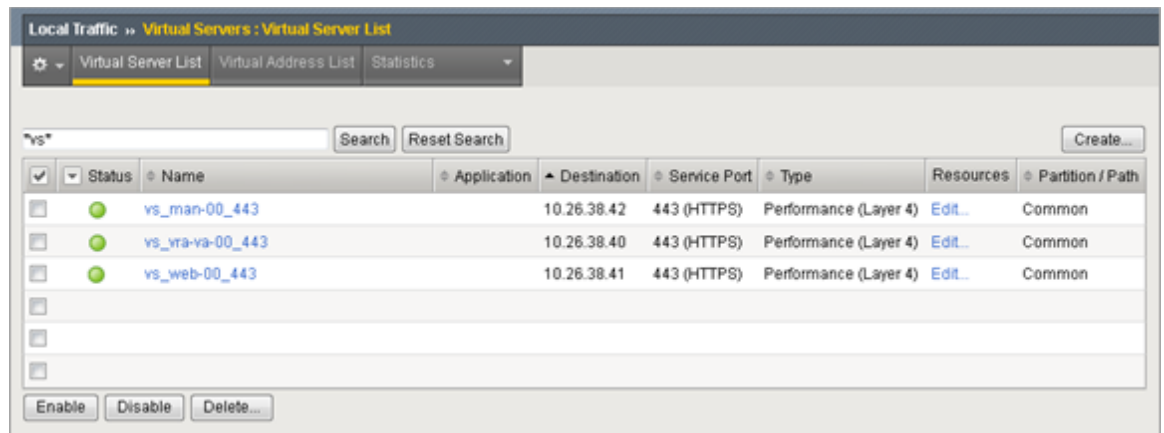 Local Traffic ›› Virtual Servers : Virtual Server List
Virtual Server List Virtual Address List Statistics
*vs* Search Reset Search Create...
Status Name Application Destination Service Port Type Resources Partition / Path
vs_man-00_443 10.26.38.42 443 (HTTPS) Performance (Layer 4) Edit... Common
vs_vra-va-00_443 10.26.38.40 443 (HTTPS) Performance (Layer 4) Edit... Common
vs_web-00_443 10.26.38.41 443 (HTTPS) Performance (Layer 4) Edit... Common
Enable Disable Delete...